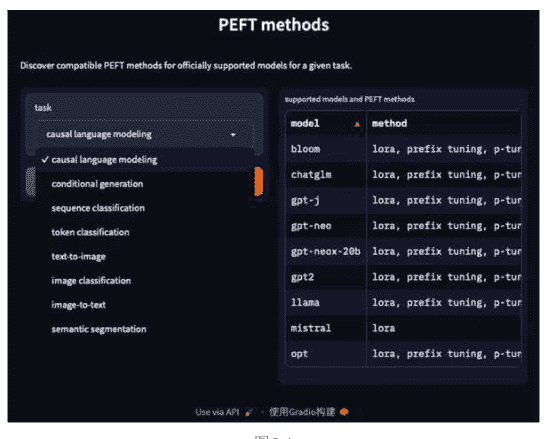 PEFT methods
Discover compatible PEFT methods for officially supported models for a given task.
task
causal language modeling
✓ causal language modeling
conditional generation
sequence classification
token classification
text-to-image
image classification
image-to-text
semantic segmentation
supported models and PEFT methods
model method
bloom lora, prefix tuning, p-tur
chatglm lora, prefix tuning, p-tur
gpt-j lora, prefix tuning, p-tur
gpt-neo lora, prefix tuning, p-tur
gpt-neox-20b lora, prefix tuning, p-tur
gpt2 lora, prefix tuning, p-tur
llama lora, prefix tuning, p-tur
mistral lora
opt lora, prefix tuning, p-tur
Use via API · 使用Gradio构建